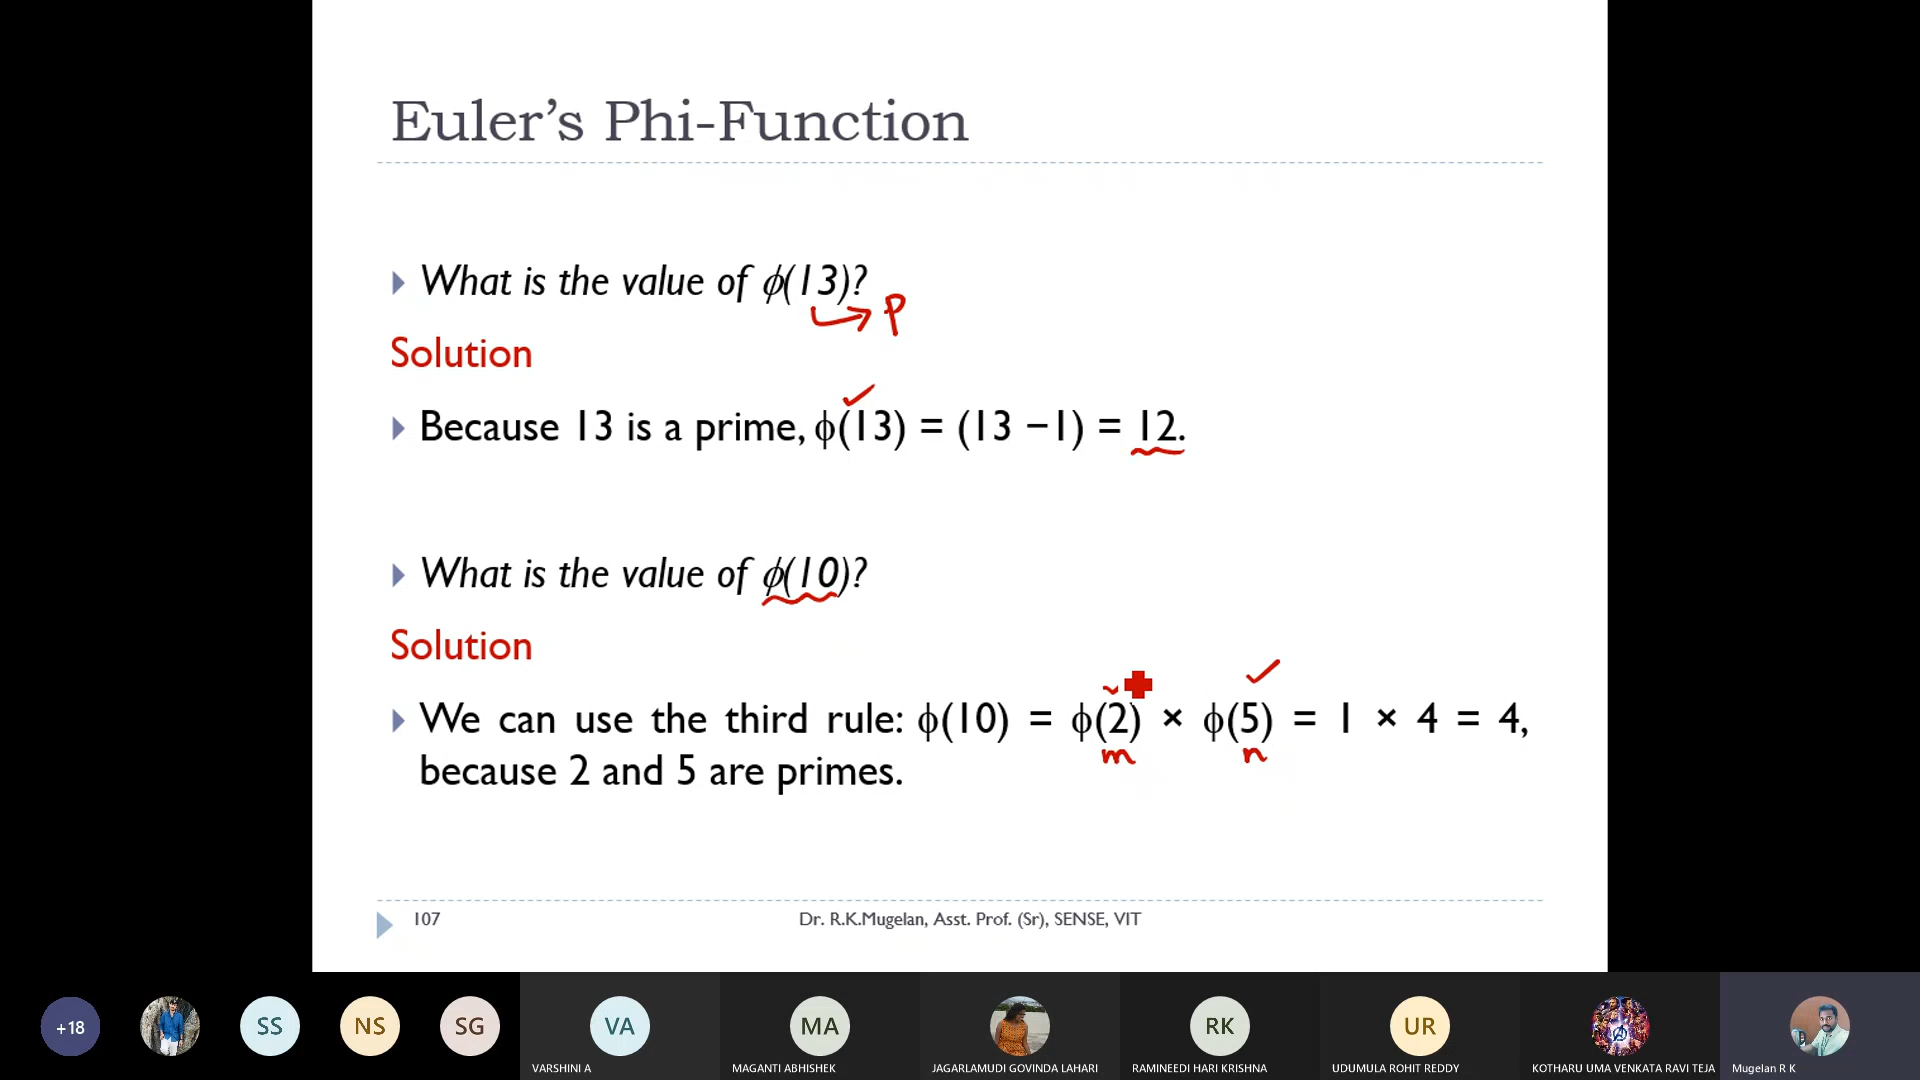 Euler’s Phi-Function
What is the value of ϕ(13)?
p
Solution
Because 13 is a prime, ϕ(13) = (13 −1) = 12.
What is the value of ϕ(10)?
Solution
We can use the third rule: ϕ(10) = ϕ(2) × ϕ(5) = 1 × 4 = 4,
m n
because 2 and 5 are primes.
107 Dr. R.K.Mugelan, Asst. Prof. (Sr), SENSE, VIT
+18 SS NS SG VA MA RK UR
VARSHINI A MAGANTI ABHISHEK JAGARLAMUDI GOVINDA LAHARI RAMINEEDI HARI KRISHNA UDUMULA ROHIT REDDY KOTHARU UMA VENKATA RAVI TEJA Mugelan R K